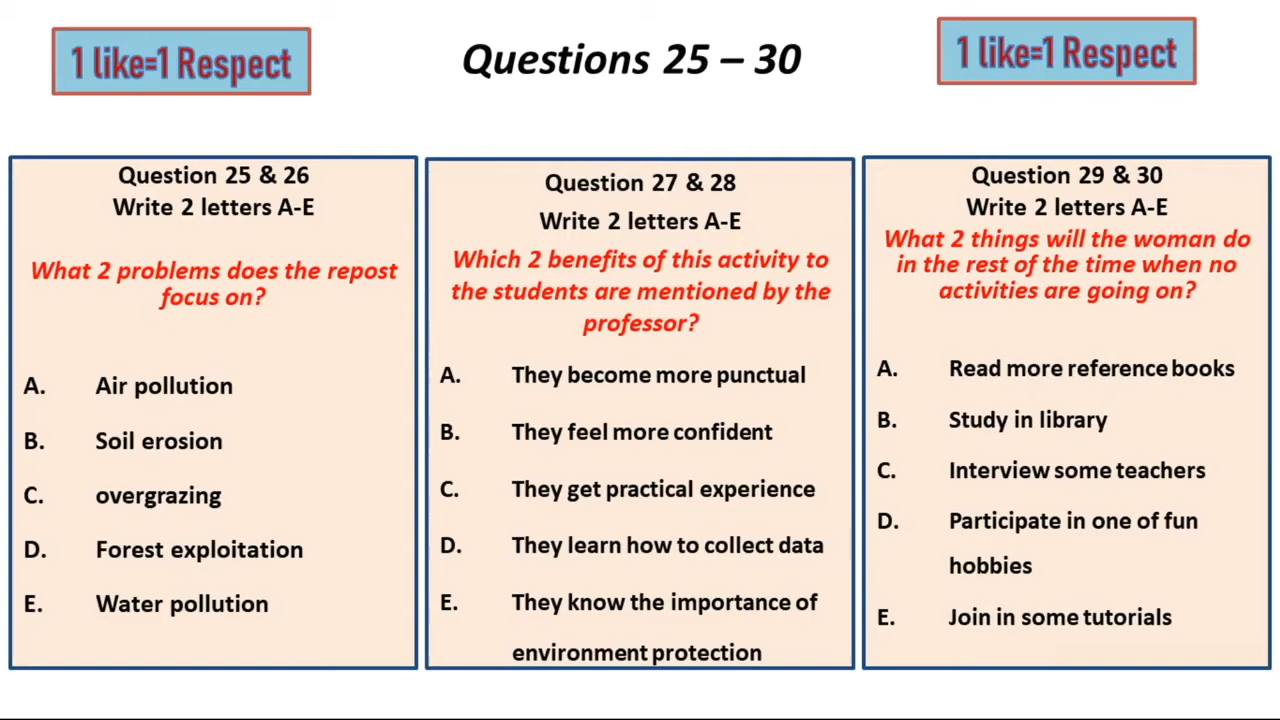 1 like=1 Respect
Questions 25 – 30
1 like=1 Respect
Question 25 & 26
Write 2 letters A-E
What 2 problems does the repost
focus on?
A. Air pollution
B. Soil erosion
C. overgrazing
D. Forest exploitation
E. Water pollution
Question 27 & 28
Write 2 letters A-E
Which 2 benefits of this activity to
the students are mentioned by the
professor?
A. They become more punctual
B. They feel more confident
C. They get practical experience
D. They learn how to collect data
E. They know the importance of
environment protection
Question 29 & 30
Write 2 letters A-E
What 2 things will the woman do
in the rest of the time when no
activities are going on?
A. Read more reference books
B. Study in library
C. Interview some teachers
D. Participate in one of fun
hobbies
E. Join in some tutorials